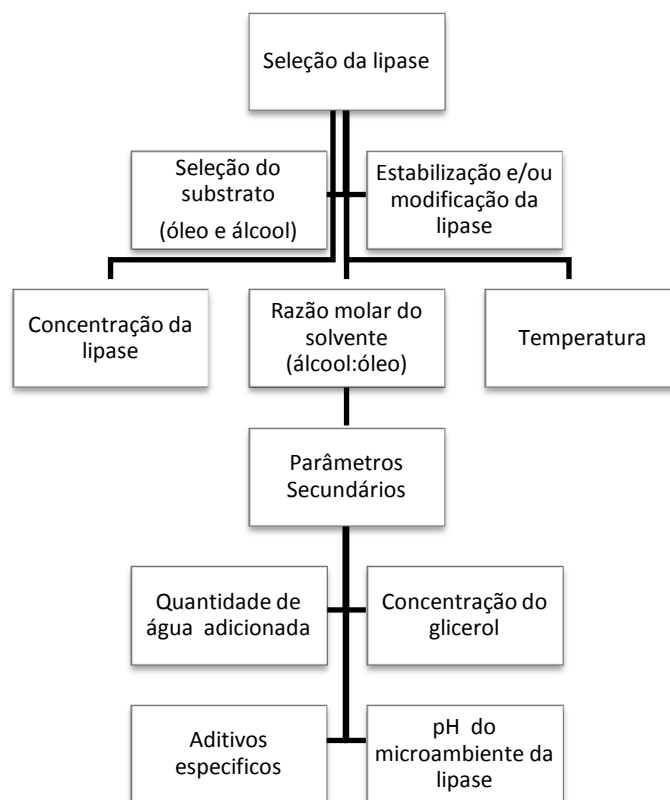 Seleção da lipase
Seleção do
substrato
(óleo e álcool)
Estabilização e/ou
modificação da
lipase
Concentração da
lipase
Razão molar do
solvente
(álcool:óleo)
Temperatura
Parâmetros
Secundários
Quantidade de
água adicionada
Concentração do
glicerol
Aditivos
especificos
pH do
microambiente da
lipase